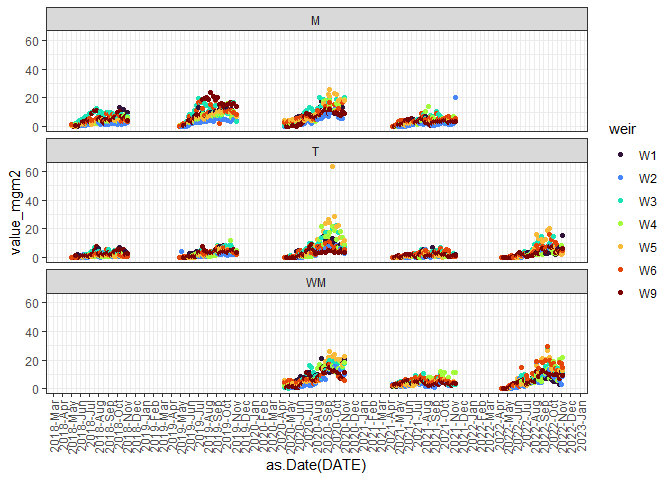 M
60
40
20
0
T
60
40
20
0
WM
60
40
20
0
value_mgm2
2018-Mar
2018-Apr
2018-May
2018-Jun
2018-Jul
2018-Aug
2018-Sep
2018-Oct
2018-Nov
2018-Dec
2019-Jan
2019-Feb
2019-Mar
2019-Apr
2019-May
2019-Jun
2019-Jul
2019-Aug
2019-Sep
2019-Oct
2019-Nov
2019-Dec
2020-Jan
2020-Feb
2020-Mar
2020-Apr
2020-May
2020-Jun
2020-Jul
2020-Aug
2020-Sep
2020-Oct
2020-Nov
2020-Dec
2021-Jan
2021-Feb
2021-Mar
2021-Apr
2021-May
2021-Jun
2021-Jul
2021-Aug
2021-Sep
2021-Oct
2021-Nov
2021-Dec
2022-Jan
2022-Feb
2022-Mar
2022-Apr
2022-May
2022-Jun
2022-Jul
2022-Aug
2022-Sep
2022-Oct
2022-Nov
2022-Dec
2023-Jan
as.Date(DATE)
weir
W1
W2
W3
W4
W5
W6
W9